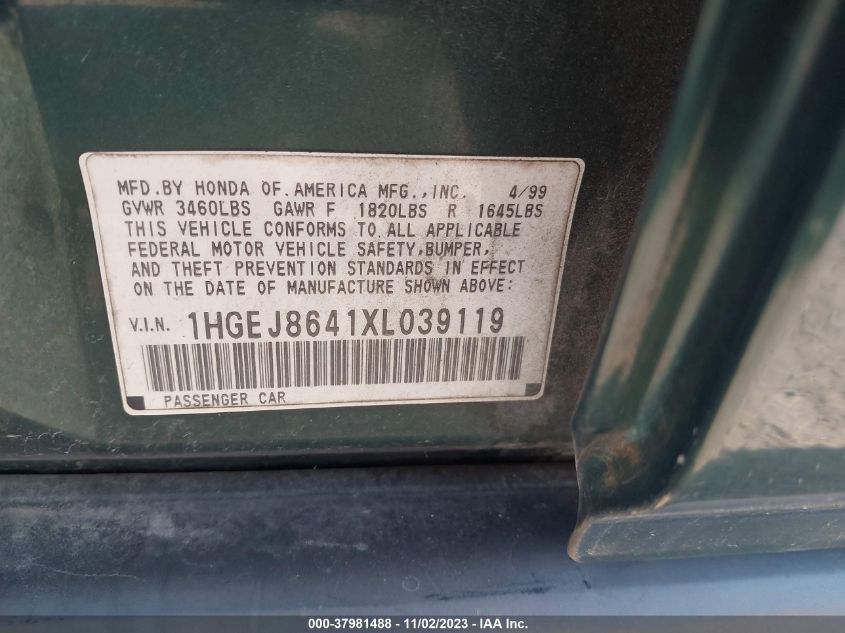 MFD.BY HONDA OF AMERICA MFG.,INC. 4/99
GVWR 3460LBS GAWR F 1820LBS R 1645LBS
THIS VEHICLE CONFORMS TO ALL APPLICABLE
FEDERAL MOTOR VEHICLE SAFETY,BUMPER,
AND THEFT PREVENTION STANDARDS IN EFFECT
ON THE DATE OF MANUFACTURE SHOWN ABOVE:
V.I.N. 1HGEJ8641XL039119
PASSENGER CAR
000-37981488 - 11/02/2023 - IAA Inc.